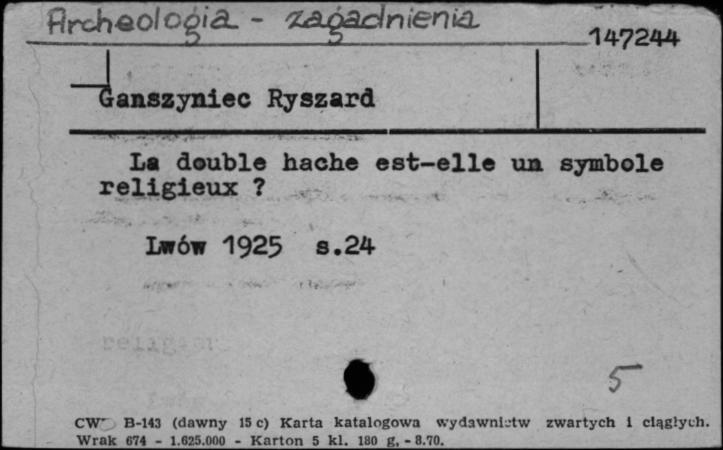 Archeologia - zagadnienia
147244
Ganszyniec Ryszard
La double hache est-elle un symbole
religieux ?
Lwów 1925 s.24
5
CW B-143 (dawny 15 c) Karta katalogowa wydawnictw zwartych i ciągłych.
Wrak 674 - 1.625.000 - Karton 5 kl. 180 g, - 8.70.